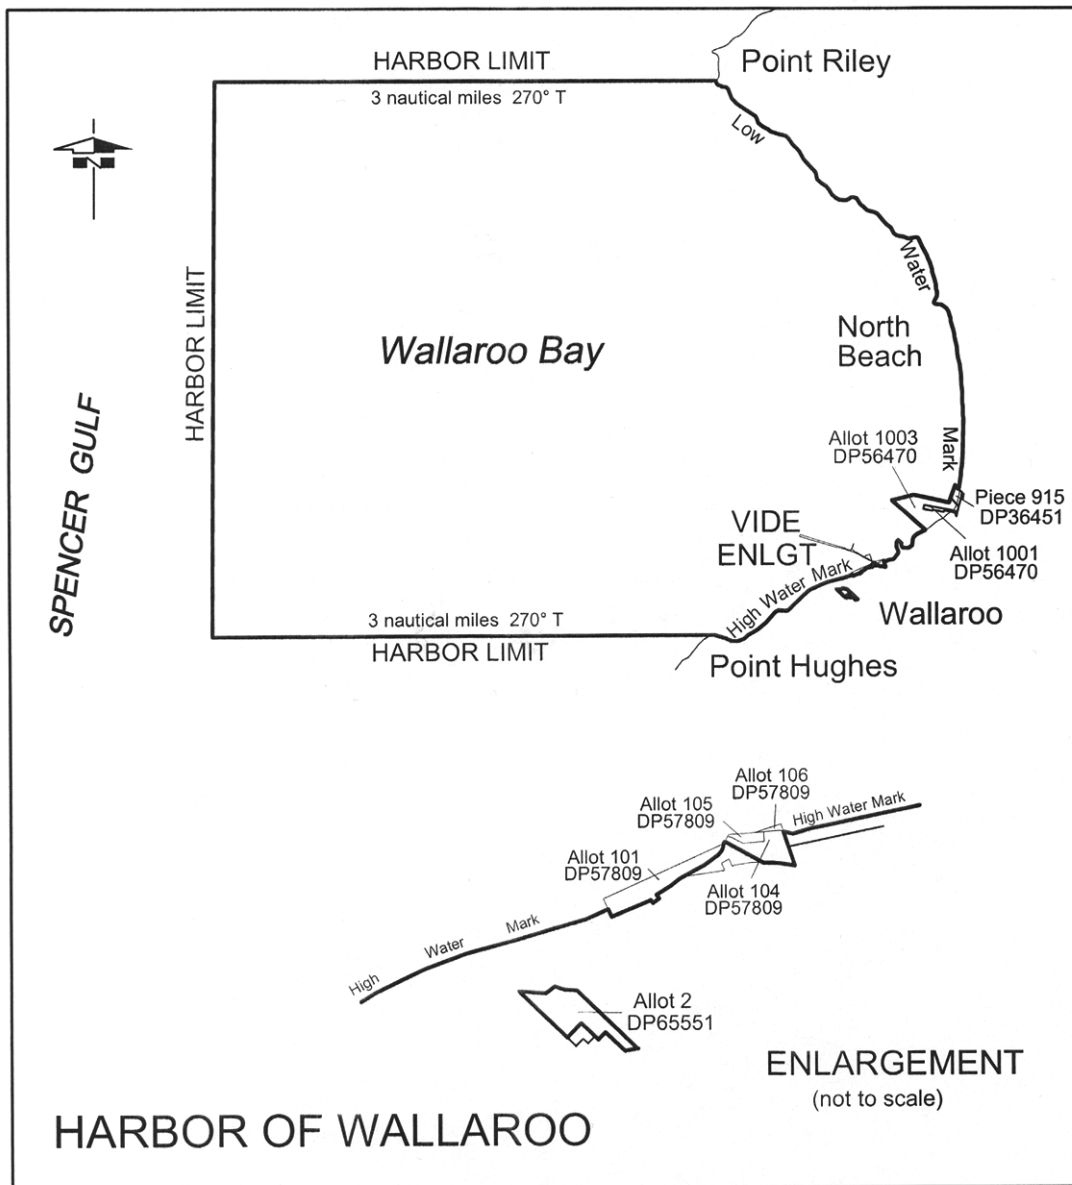 HARBOR LIMIT
3 nautical miles 270° T
Point Riley
N
Low
Water
Mark
HARBOR LIMIT
North
Beach
Wallaroo Bay
SPENCER GULF
Allot 1003
DP56470
Piece 915
DP36451
Allot 1001
DP56470
VIDE
ENLGT
High Water Mark
Wallaroo
3 nautical miles 270° T
HARBOR LIMIT
Point Hughes
Allot 106
DP57809
Allot 105
DP57809
High Water Mark
Allot 101
DP57809
Allot 104
DP57809
High Water Mark
Allot 2
DP65551
ENLARGEMENT
(not to scale)
HARBOR OF WALLAROO